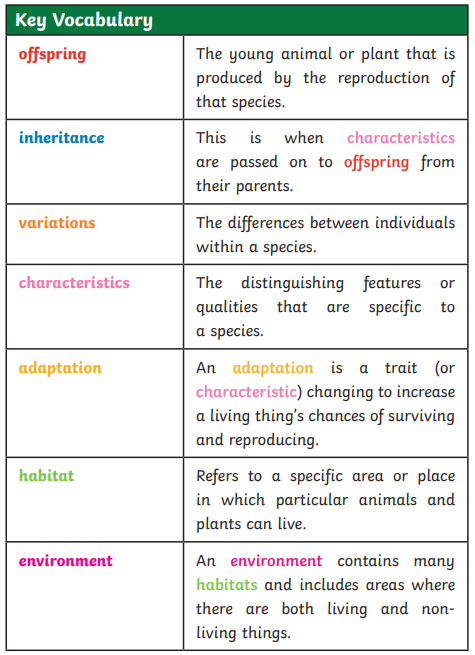 Key Vocabulary
offspring
The young animal or plant that is
produced by the reproduction of
that species.
inheritance
This is when characteristics
are passed on to offspring from
their parents.
variations
The differences between individuals
within a species.
characteristics
The distinguishing features or
qualities that are specific to
a species.
adaptation
An adaptation is a trait (or
characteristic) changing to increase
a living thing's chances of surviving
and reproducing.
habitat
Refers to a specific area or place
in which particular animals and
plants can live.
environment
An environment contains many
habitats and includes areas where
there are both living and non-
living things.